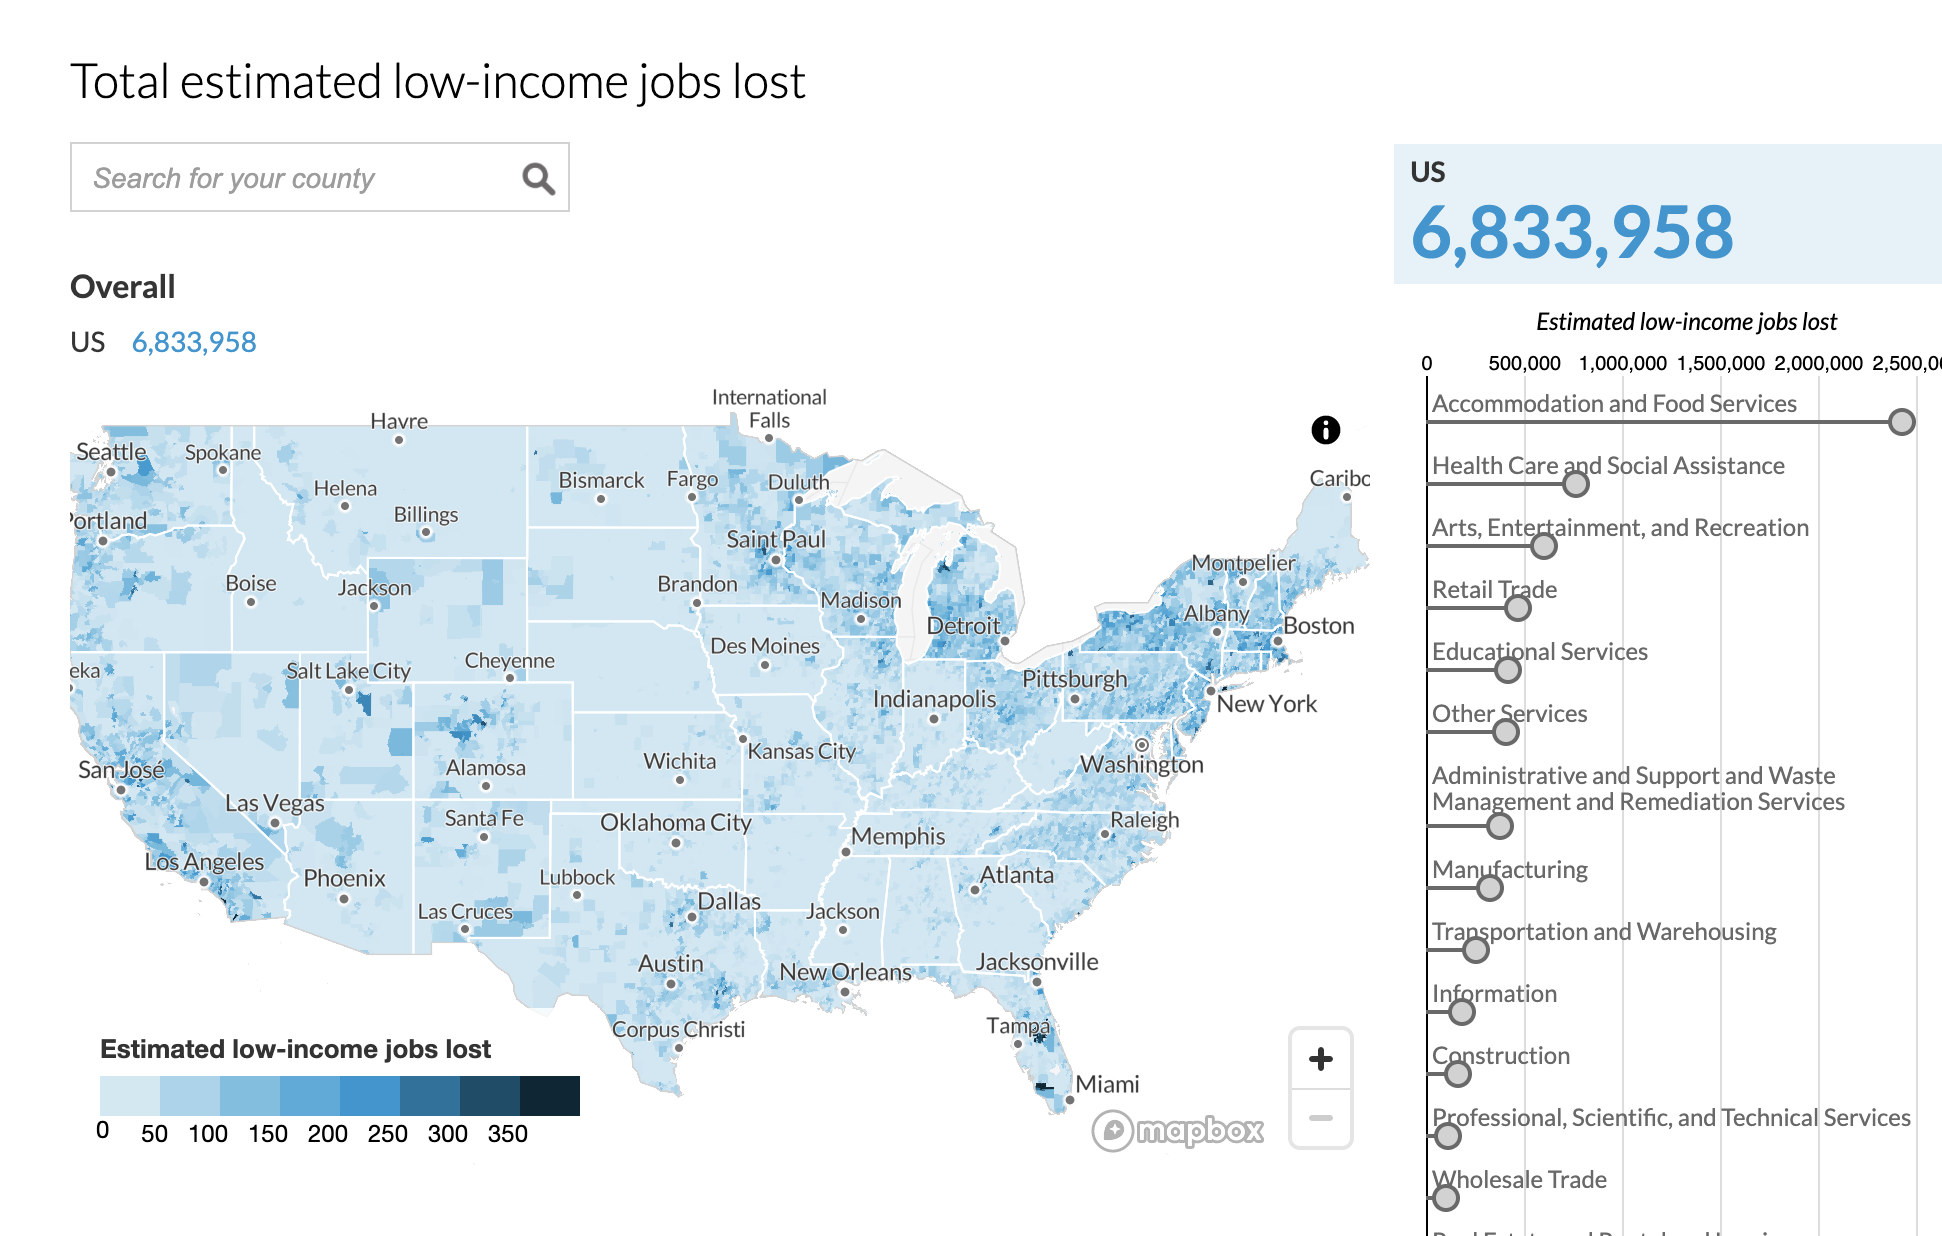 Total estimated low-income jobs lost
Search for your county
US
6,833,958
Overall
US 6,833,958
Estimated low-income jobs lost
0 500,000 1,000,000 1,500,000 2,000,000
Accommodation and Food Services
Health Care and Social Assistance
Arts, Entertainment, and Recreation
Retail Trade
Educational Services
Other Services
Administrative and Support and Waste
Management and Remediation Services
Manufacturing
Transportation and Warehousing
Information
Construction
Professional, Scientific, and Technical Services
Wholesale Trade
International
Falls
Havre
Seattle
Spokane
Helena
Billings
Bismarck
Fargo
Duluth
Caribo
Portland
Saint Paul
Montpelier
Boise
Jackson
Brandon
Madison
Albany
Detroit
Boston
Des Moines
eka
Salt Lake City
Cheyenne
Pittsburgh
Indianapolis
New York
San José
Kansas City
Wichita
Alamosa
Washington
Las Vegas
Santa Fe
Oklahoma City
Raleigh
Memphis
Los Angeles
Phoenix
Lubbock
Atlanta
Dallas
Las Cruces
Jackson
Austin
New Orleans
Jacksonville
Corpus Christi
Tampa
Miami
Estimated low-income jobs lost
0 50 100 150 200 250 300 350
+
−
mapbox